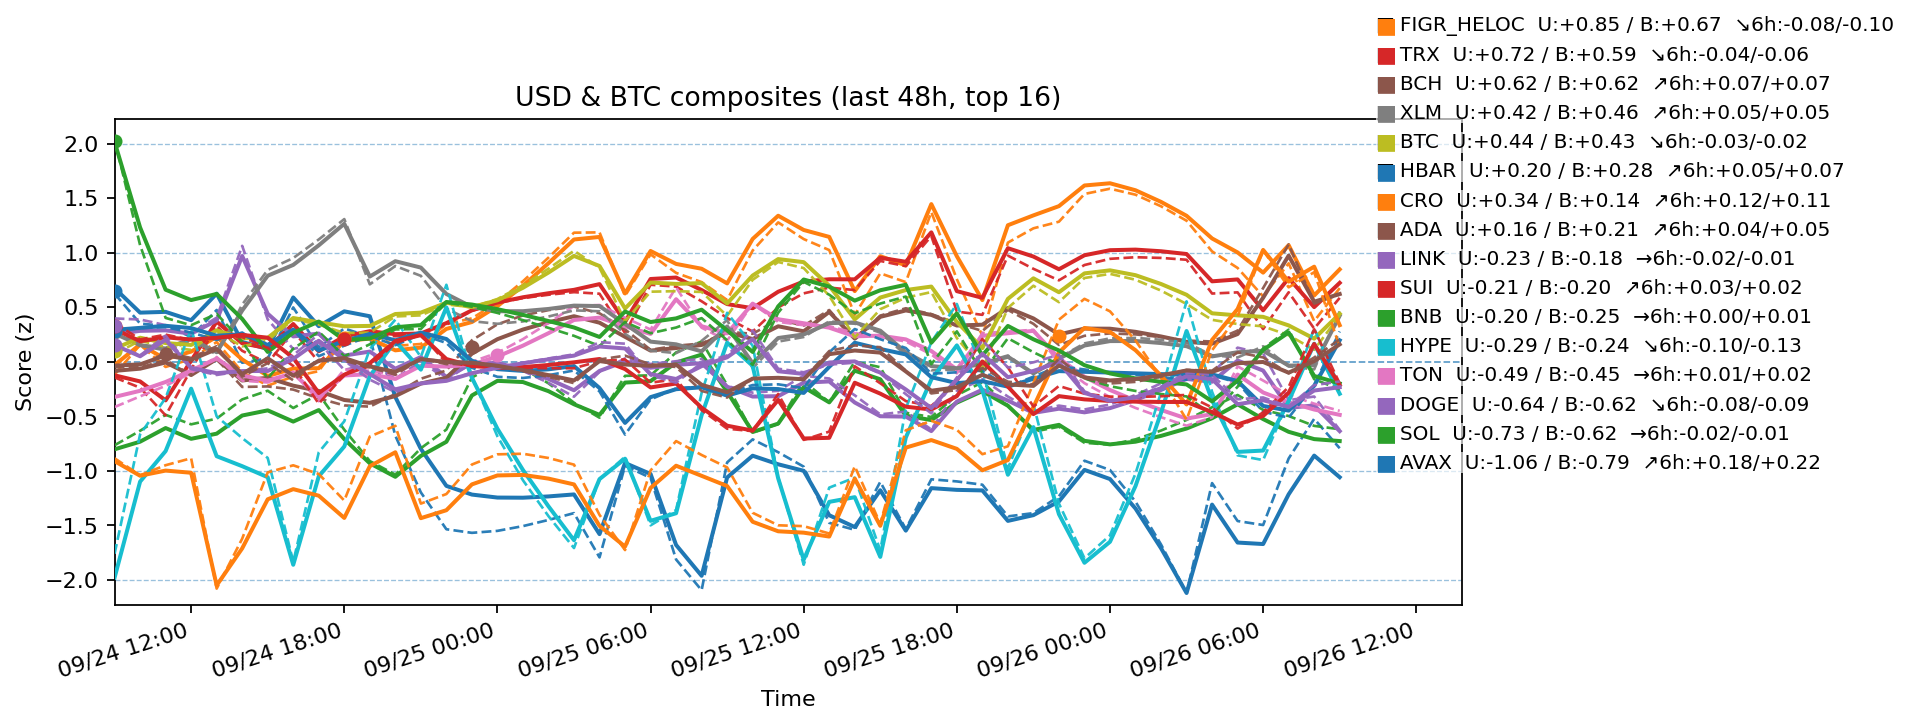 FIGR_HELOC U:+0.85 / B:+0.67 ↘6h:-0.08/-0.10
TRX U:+0.72 / B:+0.59 ↘6h:-0.04/-0.06
BCH U:+0.62 / B:+0.62 ↗6h:+0.07/+0.07
XLM U:+0.42 / B:+0.46 ↗6h:+0.05/+0.05
BTC U:+0.44 / B:+0.43 ↘6h:-0.03/-0.02
HBAR U:+0.20 / B:+0.28 ↗6h:+0.05/+0.07
CRO U:+0.34 / B:+0.14 ↗6h:+0.12/+0.11
ADA U:+0.16 / B:+0.21 ↗6h:+0.04/+0.05
LINK U:-0.23 / B:-0.18 →6h:-0.02/-0.01
SUI U:-0.21 / B:-0.20 ↗6h:+0.03/+0.02
BNB U:-0.20 / B:-0.25 →6h:+0.00/+0.01
HYPE U:-0.29 / B:-0.24 ↘6h:-0.10/-0.13
TON U:-0.49 / B:-0.45 →6h:+0.01/+0.02
DOGE U:-0.64 / B:-0.62 ↘6h:-0.08/-0.09
SOL U:-0.73 / B:-0.62 →6h:-0.02/-0.01
AVAX U:-1.06 / B:-0.79 ↗6h:+0.18/+0.22
USD & BTC composites (last 48h, top 16)
Score (z)
2.0
1.5
1.0
0.5
0.0
−0.5
−1.0
−1.5
−2.0
09/24 12:00
09/24 18:00
09/25 00:00
09/25 06:00
09/25 12:00
09/25 18:00
09/26 00:00
09/26 06:00
09/26 12:00
Time